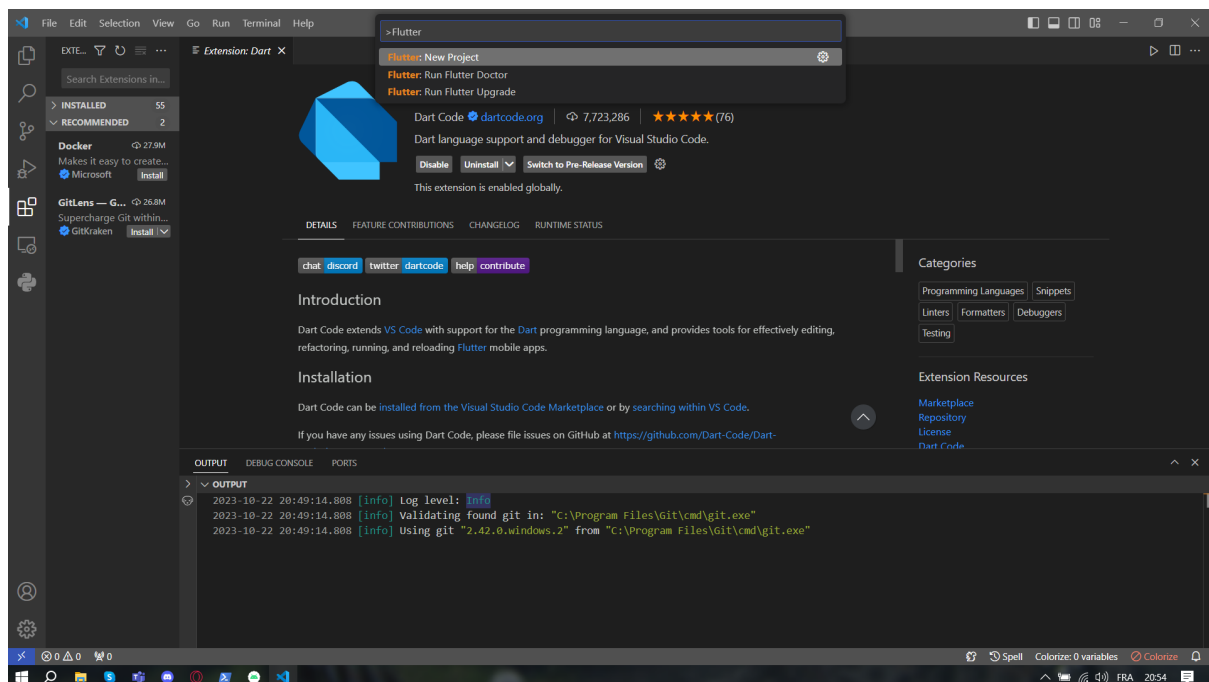 File Edit Selection View Go Run Terminal Help
>Flutter
Flutter: New Project
Flutter: Run Flutter Doctor
Flutter: Run Flutter Upgrade
EXTE...
Search Extensions in...
INSTALLED 55
RECOMMENDED 2
Docker 27.9M
Makes it easy to create...
Microsoft Install
GitLens — G... 26.8M
Supercharge Git within...
GitKraken Install
Extension: Dart
Dart Code dartcode.org 7,723,286 (76)
Dart language support and debugger for Visual Studio Code.
Disable Uninstall Switch to Pre-Release Version
This extension is enabled globally.
DETAILS FEATURE CONTRIBUTIONS CHANGELOG RUNTIME STATUS
chat discord twitter dartcode help contribute
Introduction
Dart Code extends VS Code with support for the Dart programming language, and provides tools for effectively editing,
refactoring, running, and reloading Flutter mobile apps.
Installation
Dart Code can be installed from the Visual Studio Code Marketplace or by searching within VS Code.
If you have any issues using Dart Code, please file issues on GitHub at https://github.com/Dart-Code/Dart-
Categories
Programming Languages Snippets
Linters Formatters Debuggers
Testing
Extension Resources
Marketplace
Repository
License
Dart Code
OUTPUT DEBUG CONSOLE PORTS
OUTPUT
2023-10-22 20:49:14.808 [info] Log level: Info
2023-10-22 20:49:14.808 [info] Validating found git in: "C:\Program Files\Git\cmd\git.exe"
2023-10-22 20:49:14.808 [info] Using git "2.42.0.windows.2" from "C:\Program Files\Git\cmd\git.exe"
0 0 0 Spell Colorize: 0 variables Colorize
FRA 20:54